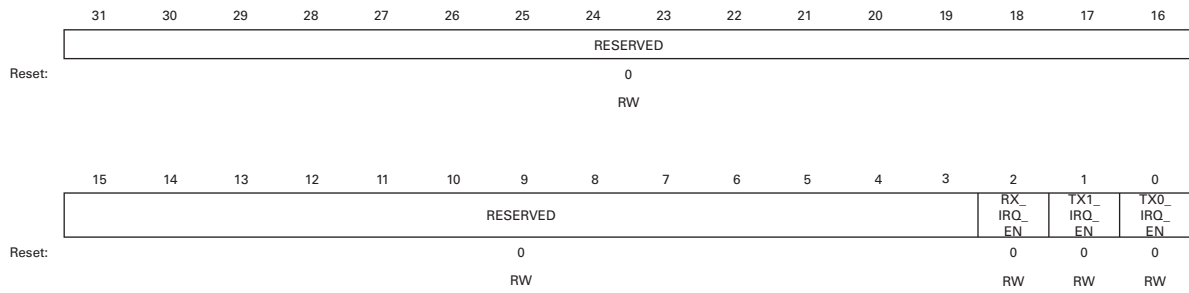 31 30 29 28 27 26 25 24 23 22 21 20 19 18 17 16
RESERVED
Reset: 0
RW
15 14 13 12 11 10 9 8 7 6 5 4 3 2 1 0
RESERVED RX_ IRQ_ EN TX1_ IRQ_ EN TX0_ IRQ_ EN
Reset: 0 0 0 0
RW RW RW RW